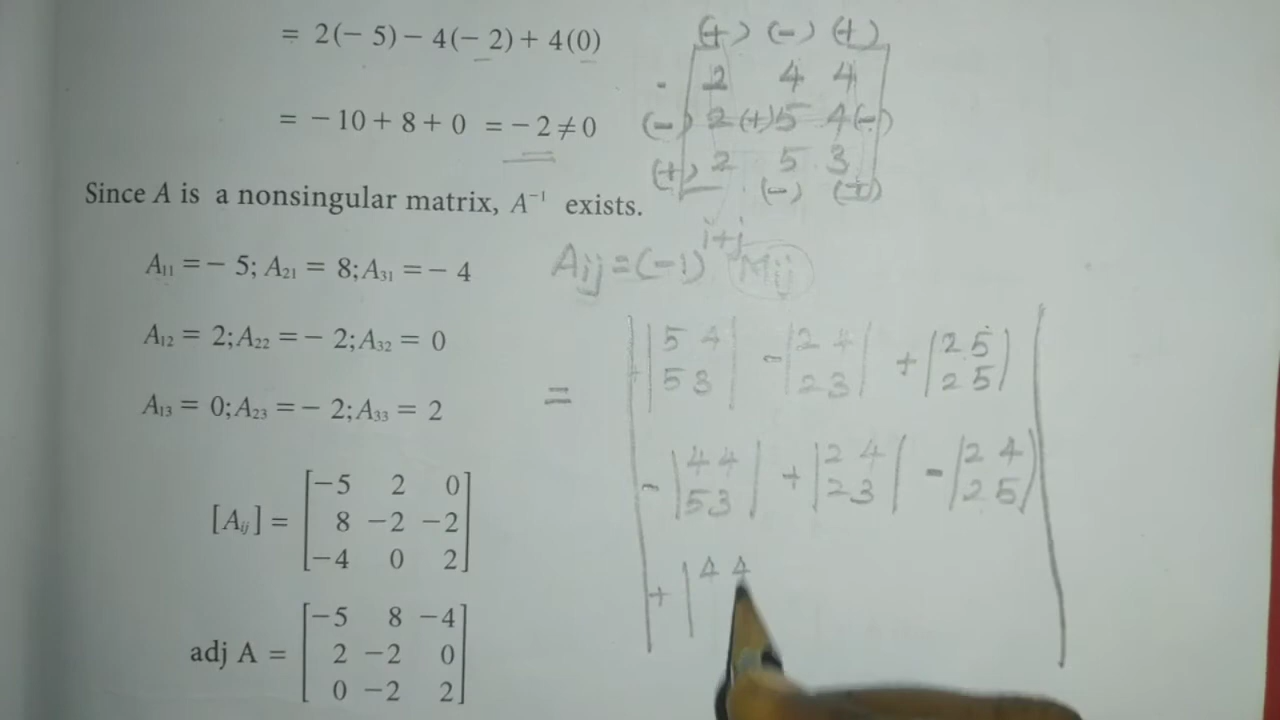 = 2(− 5) − 4(− 2) + 4(0)
= − 10 + 8 + 0 = − 2 ≠ 0
Since A is a nonsingular matrix, A⁻¹ exists.
A₁₁ = − 5; A₂₁ = 8; A₃₁ = − 4
A₁₂ = 2; A₂₂ = − 2; A₃₂ = 0
A₁₃ = 0; A₂₃ = − 2; A₃₃ = 2
[Aᵢⱼ] =
−5 2 0
8 −2 −2
−4 0 2
adj A =
−5 8 −4
2 −2 0
0 −2 2
(+) (−) (+)
- 2 4 4
(−) 2 (+) 5 4 (−)
(+) 2 5 3
(−) (+)
Aij = (−1)^i+j Mij
=
+ |5 4| − |2 4| + |2 5|
|5 3| |2 3| |2 5|
− |4 4| + |2 4| − |2 4|
|5 3| |2 3| |2 5|
+ |4 4